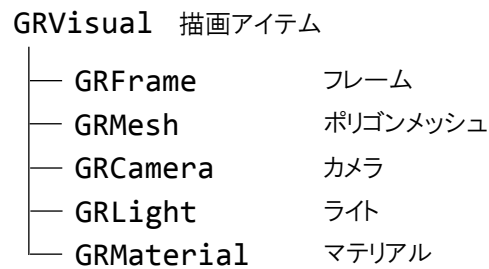 GRVisual 描画アイテム
GRFrame フレーム
GRMesh ポリゴンメッシュ
GRCamera カメラ
GRLight ライト
GRMaterial マテリアル